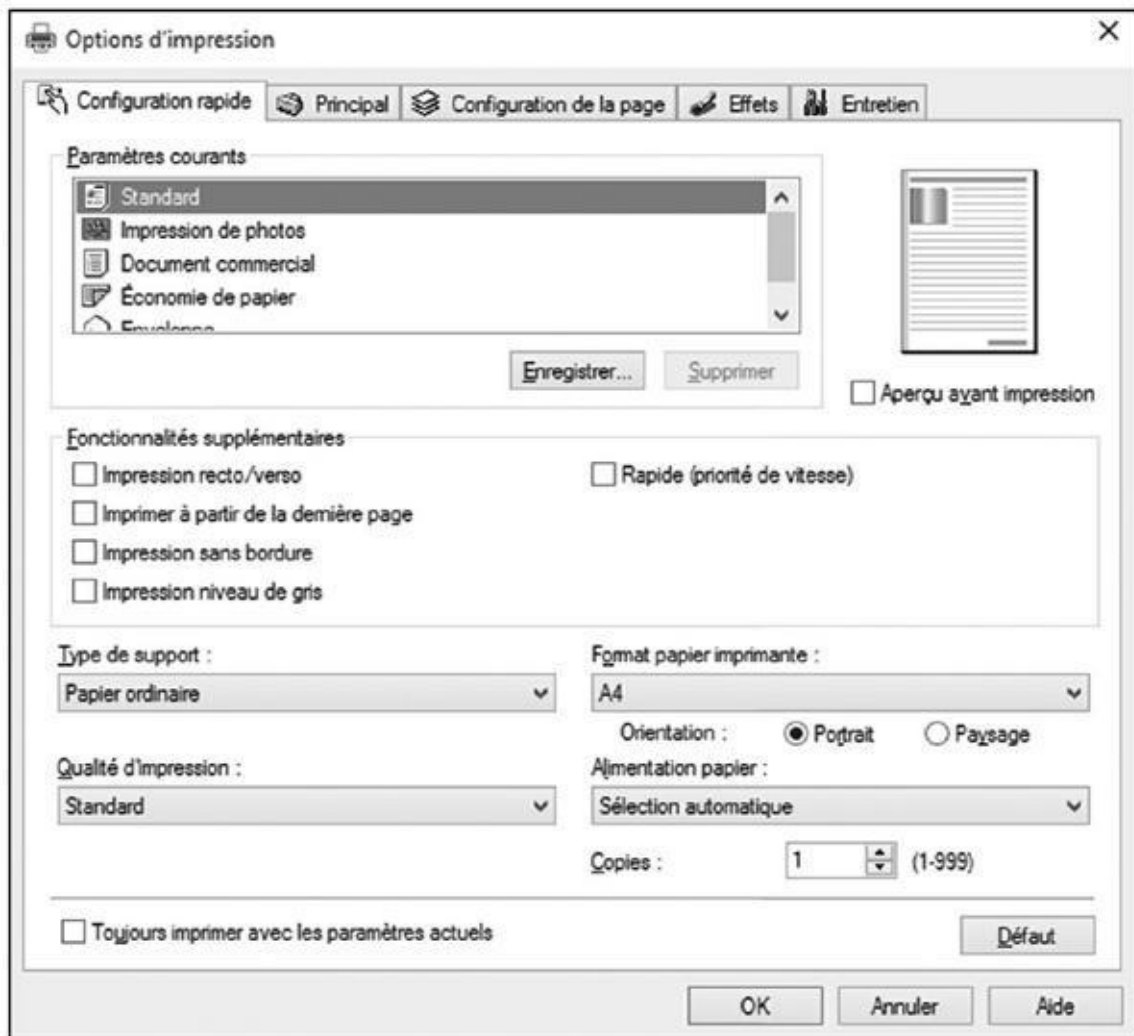 Options d'impression
Configuration rapide Principal Configuration de la page Effets Entretien
Paramètres courants
Standard
Impression de photos
Document commercial
Économie de papier
Enveloppe
Enregistrer... Supprimer
Aperçu avant impression
Fonctionnalités supplémentaires
Impression recto/verso Rapide (priorité de vitesse)
Imprimer à partir de la dernière page
Impression sans bordure
Impression niveau de gris
Type de support : Format papier imprimante :
Papier ordinaire A4
Orientation : Portrait Paysage
Qualité d'impression : Alimentation papier :
Standard Sélection automatique
Copies : 1 (1-999)
Toujours imprimer avec les paramètres actuels Défaut
OK Annuler Aide